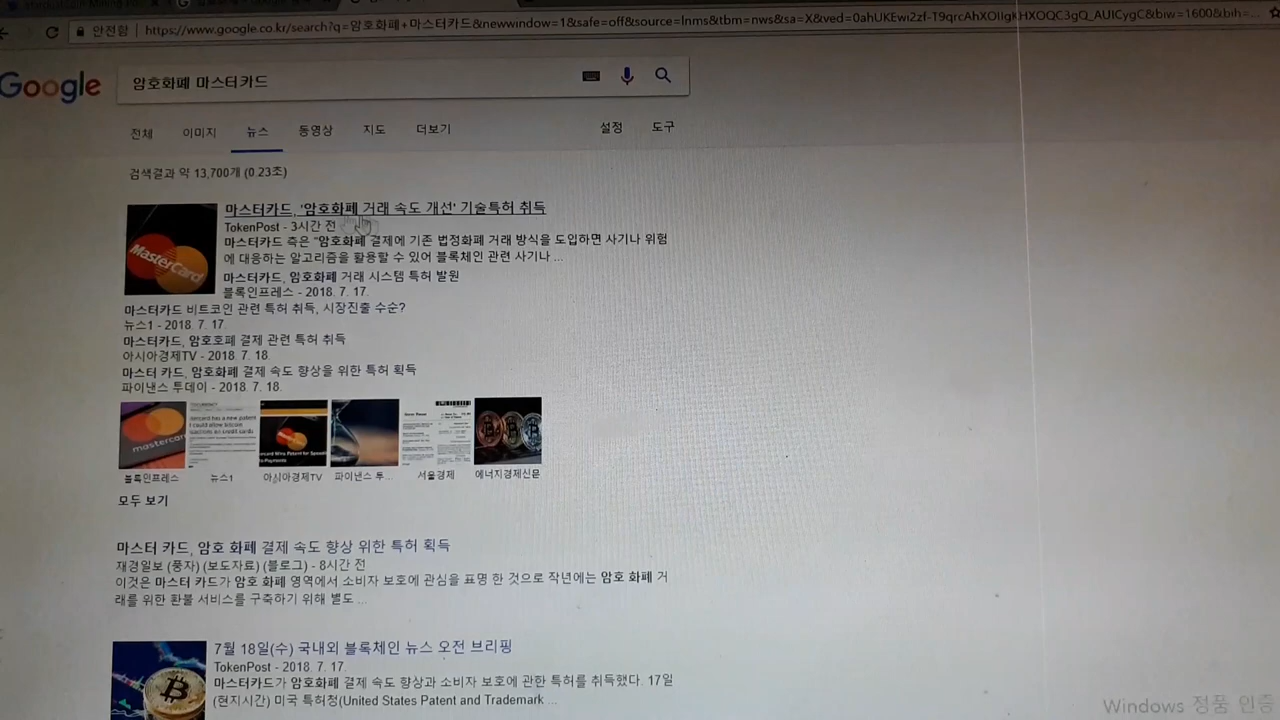 안전함 | https://www.google.co.kr/search?q=암호화폐+마스터카드&newwindow=1&safe=off&source=lnms&tbm=nws&sa=X&biw=1600&bih=...
Google 암호화폐 마스터카드
전체 이미지 뉴스 동영상 지도 더보기 설정 도구
검색결과 약 13,700개 (0.23초)
마스터카드, '암호화폐 거래 속도 개선' 기술특허 취득
TokenPost - 3시간 전
마스터카드 측은 "암호화폐 결제에 기존 법정화폐 거래 방식을 도입하면 사기나 위험
에 대응하는 알고리즘을 활용할 수 있어 블록체인 관련 사기나 ...
마스터카드, 암호화폐 거래 시스템 특허 발원
블록인프레스 - 2018. 7. 17.
마스터카드 비트코인 관련 특허 취득, 시장진출 수순?
뉴스1 - 2018. 7. 17.
마스터카드, 암호호폐 결제 관련 특허 취득
아시아경제TV - 2018. 7. 18.
마스터 카드, 암호화폐 결제 속도 향상을 위한 특허 획득
파이낸스 투데이 - 2018. 7. 18.
MasterCard
mastercard
블록인프레스 뉴스1 아시아경제TV 파이낸스 투... 서울경제 에너지경제신문
모두 보기
마스터 카드, 암호 화폐 결제 속도 향상 위한 특허 획득
재경일보 (풍자) (보도자료) (블로그) - 8시간 전
이것은 마스터 카드가 암호 화폐 영역에서 소비자 보호에 관심을 표명 한 것으로 작년에는 암호 화폐 거
래를 위한 환불 서비스를 구축하기 위해 별도 ...
7월 18일(수) 국내외 블록체인 뉴스 오전 브리핑
TokenPost - 2018. 7. 17.
마스터카드가 암호화폐 결제 속도 향상과 소비자 보호에 관한 특허를 취득했다. 17일
(현지시간) 미국 특허청(United States Patent and Trademark ...
Windows 정품 인증